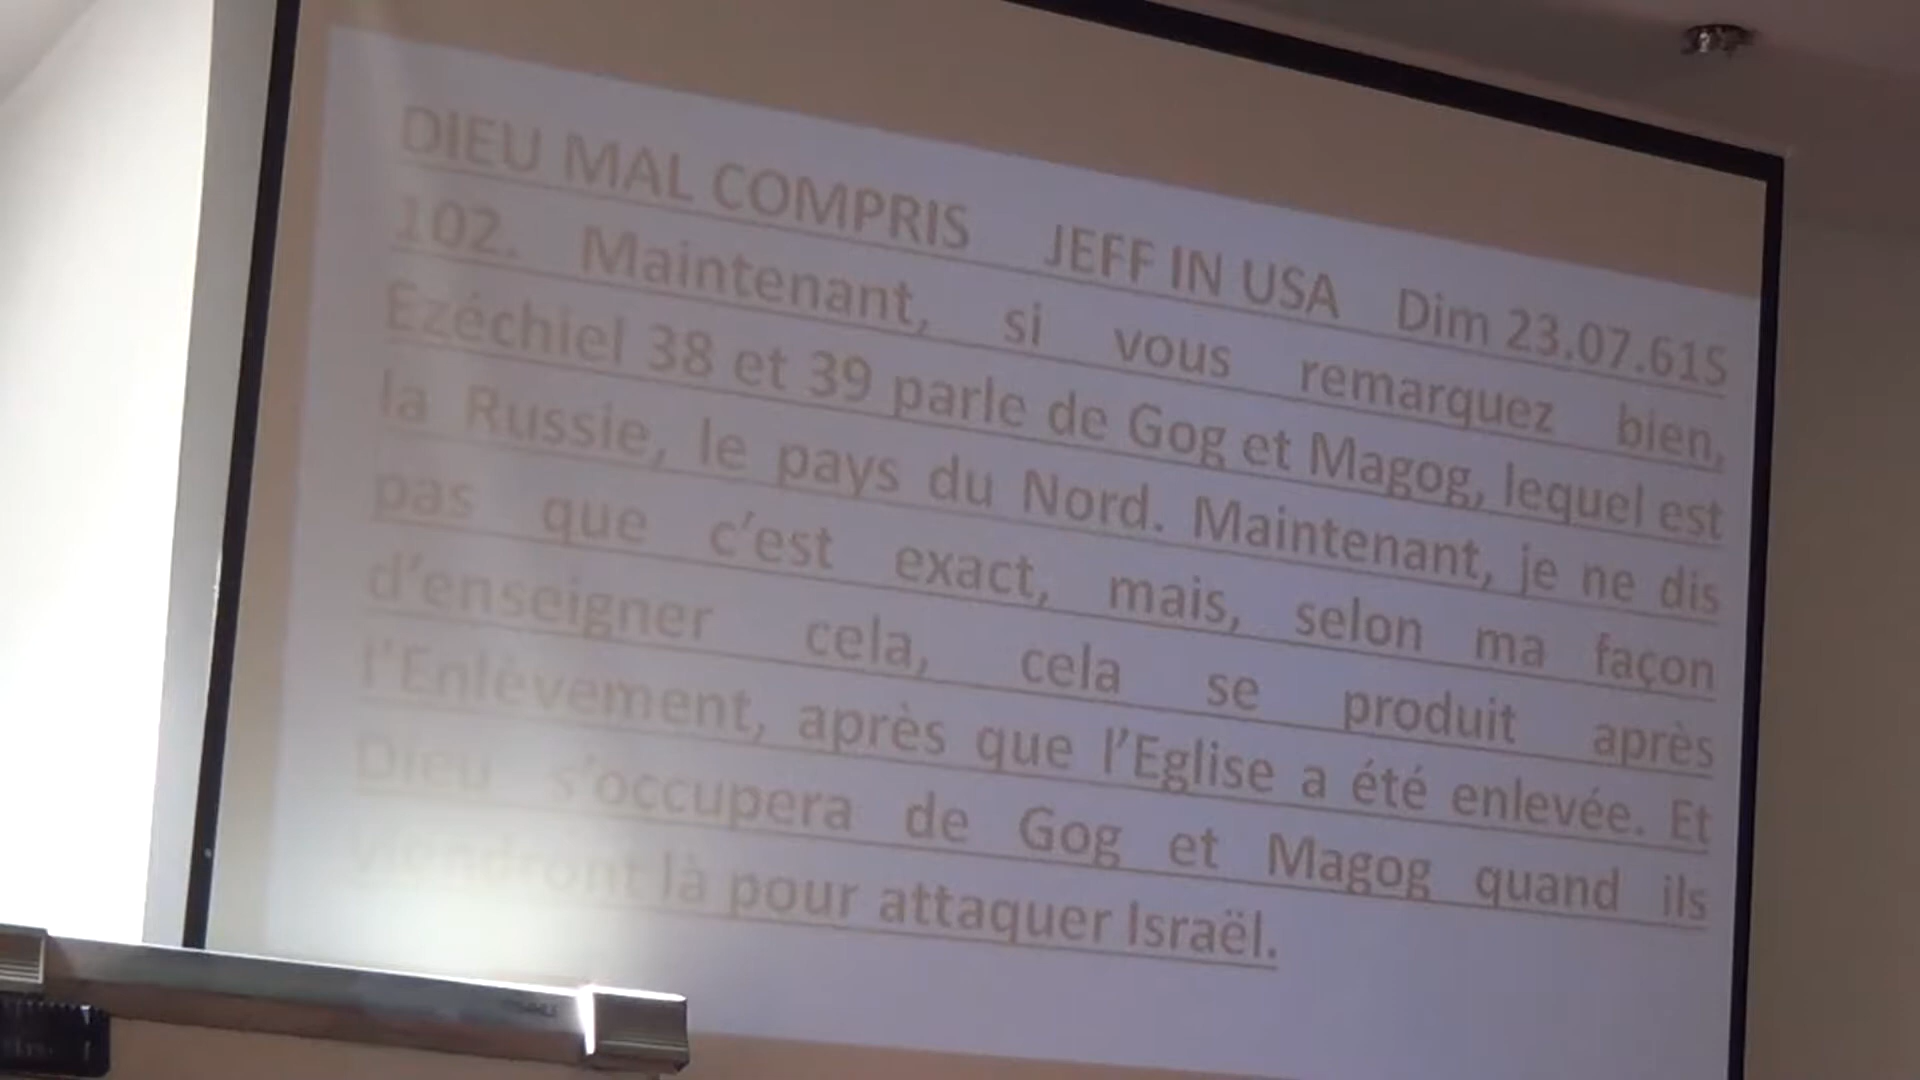 DIEU MAL COMPRIS JEFF IN USA Dim 23.07.61S
102. Maintenant, si vous remarquez bien,
Ezéchiel 38 et 39 parle de Gog et Magog, lequel est
la Russie, le pays du Nord. Maintenant, je ne dis
pas que c'est exact, mais, selon ma façon
d'enseigner cela, cela se produit après
l'Enlèvement, après que l'Eglise a été enlevée. Et
Dieu s'occupera de Gog et Magog quand ils
viendront là pour attaquer Israël.